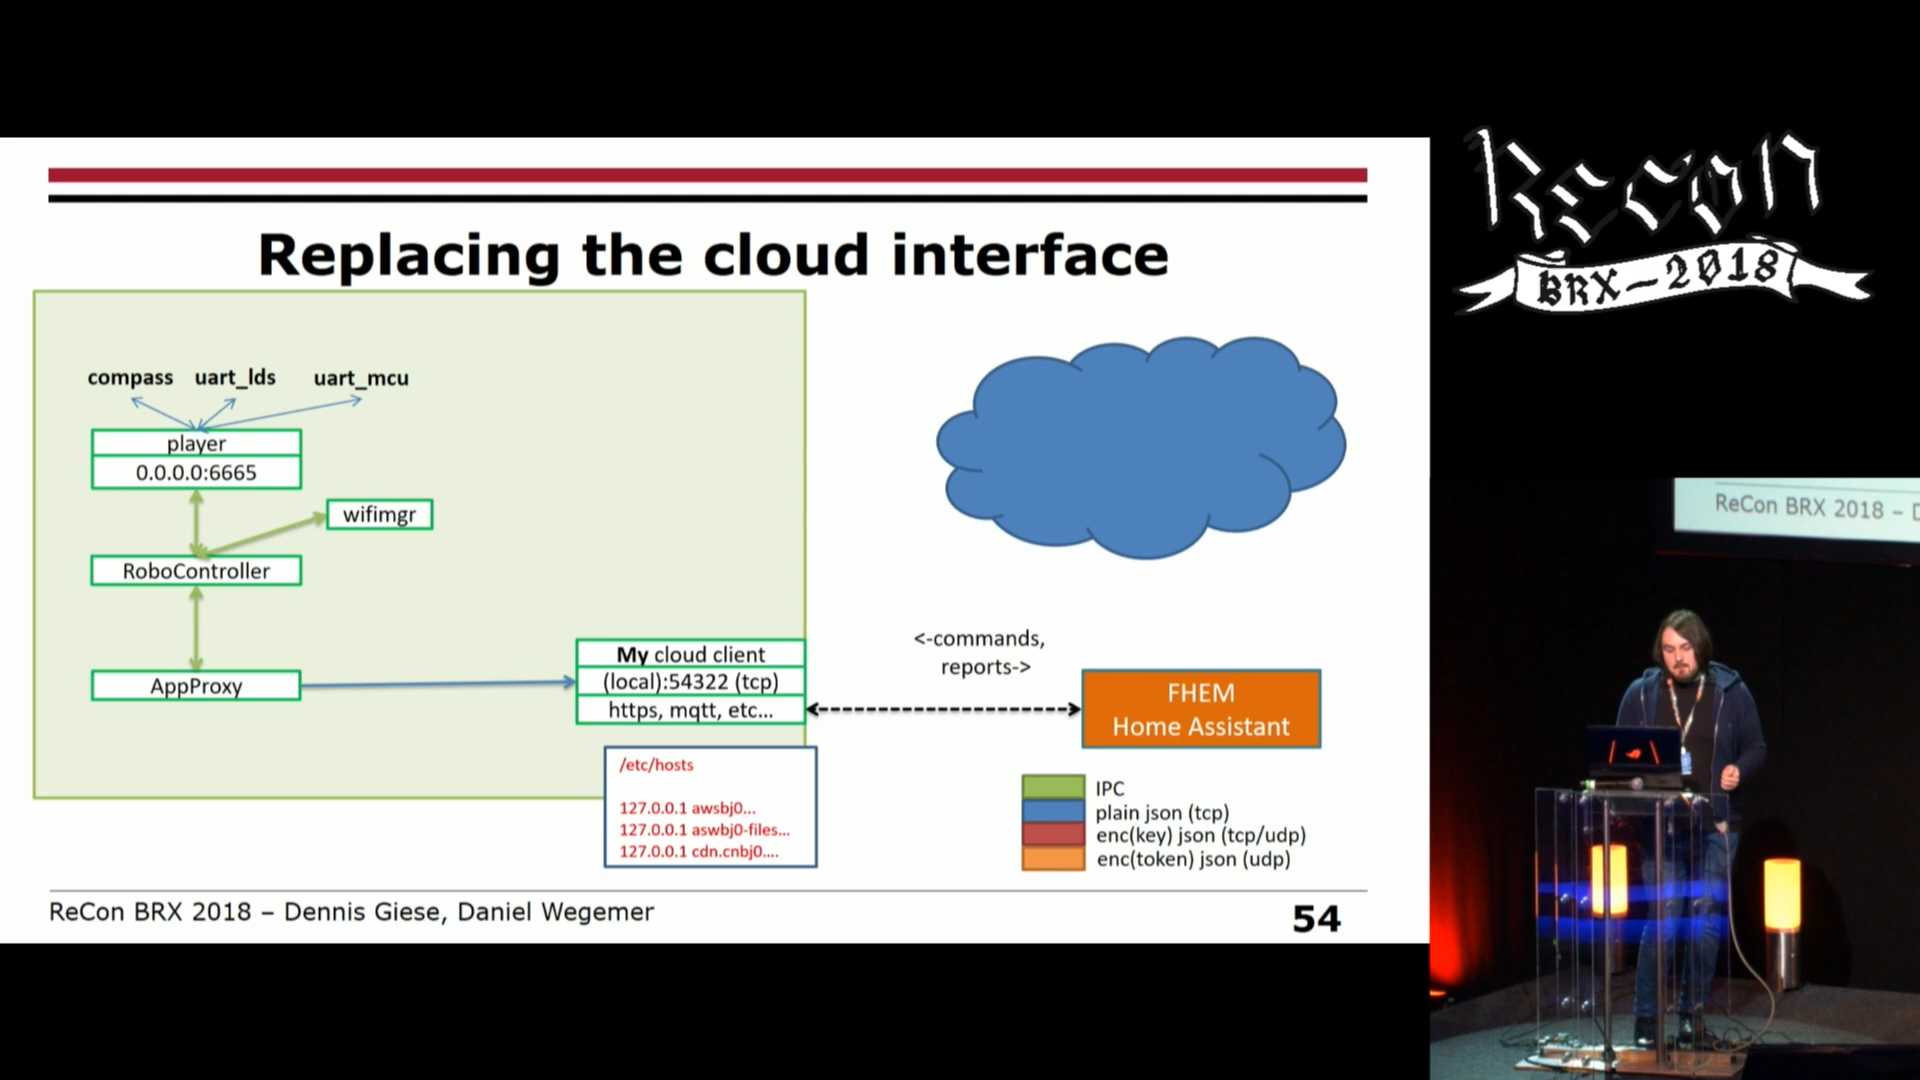 Replacing the cloud interface
compass uart_lds uart_mcu
player
0.0.0.0:6665
wifimgr
RoboController
AppProxy
My cloud client
(local):54322 (tcp)
https, mqtt, etc...
/etc/hosts
127.0.0.1 awsbj0...
127.0.0.1 aswbj0-files...
127.0.0.1 cdn.cnbj0....
<-commands,
reports->
FHEM
Home Assistant
IPC
plain json (tcp)
enc(key) json (tcp/udp)
enc(token) json (udp)
ReCon BRX 2018 – Dennis Giese, Daniel Wegemer
54
Recon
BRX-2018
ReCon BRX 2018 – D